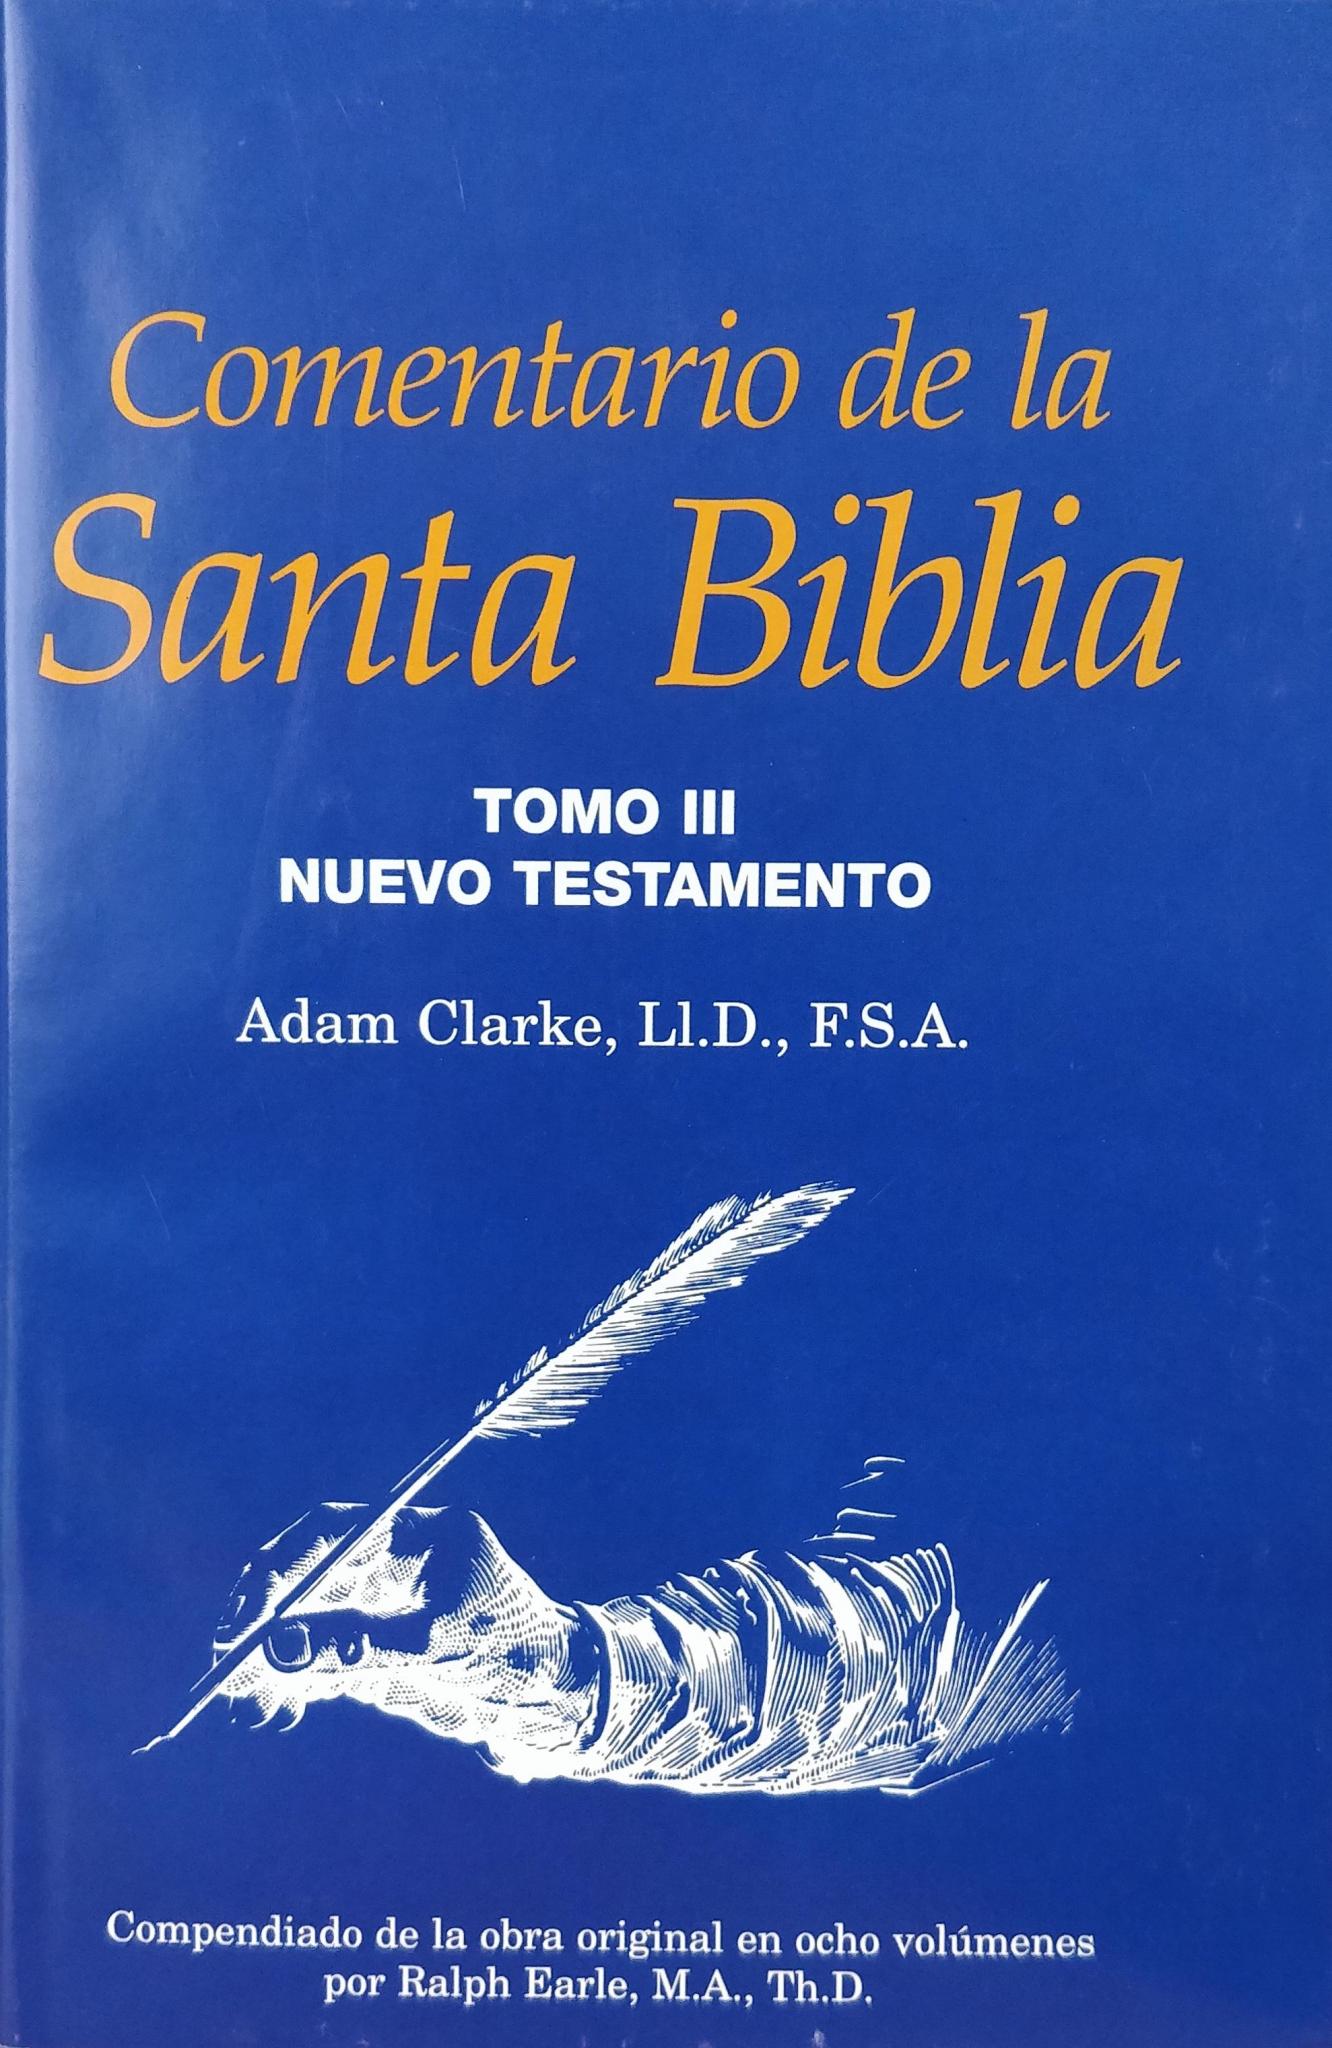 Comentario de la
Santa Biblia
TOMO III
NUEVO TESTAMENTO
Adam Clarke, Ll.D., F.S.A.
Compendiado de la obra original en ocho volúmenes
por Ralph Earle, M.A., Th.D.